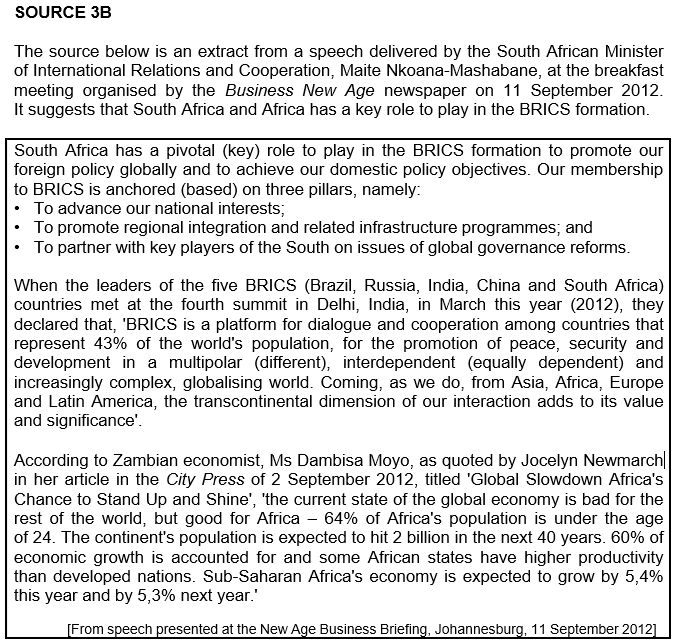 SOURCE 3B
The source below is an extract from a speech delivered by the South African Minister
of International Relations and Cooperation, Maite Nkoana-Mashabane, at the breakfast
meeting organised by the Business New Age newspaper on 11 September 2012.
It suggests that South Africa and Africa has a key role to play in the BRICS formation.
South Africa has a pivotal (key) role to play in the BRICS formation to promote our
foreign policy globally and to achieve our domestic policy objectives. Our membership
to BRICS is anchored (based) on three pillars, namely:
• To advance our national interests;
• To promote regional integration and related infrastructure programmes; and
• To partner with key players of the South on issues of global governance reforms.
When the leaders of the five BRICS (Brazil, Russia, India, China and South Africa)
countries met at the fourth summit in Delhi, India, in March this year (2012), they
declared that, 'BRICS is a platform for dialogue and cooperation among countries that
represent 43% of the world's population, for the promotion of peace, security and
development in a multipolar (different), interdependent (equally dependent) and
increasingly complex, globalising world. Coming, as we do, from Asia, Africa, Europe
and Latin America, the transcontinental dimension of our interaction adds to its value
and significance'.
According to Zambian economist, Ms Dambisa Moyo, as quoted by Jocelyn Newmarch
in her article in the City Press of 2 September 2012, titled 'Global Slowdown Africa's
Chance to Stand Up and Shine', 'the current state of the global economy is bad for the
rest of the world, but good for Africa – 64% of Africa's population is under the age
of 24. The continent's population is expected to hit 2 billion in the next 40 years. 60% of
economic growth is accounted for and some African states have higher productivity
than developed nations. Sub-Saharan Africa's economy is expected to grow by 5,4%
this year and by 5,3% next year.'
[From speech presented at the New Age Business Briefing, Johannesburg, 11 September 2012]